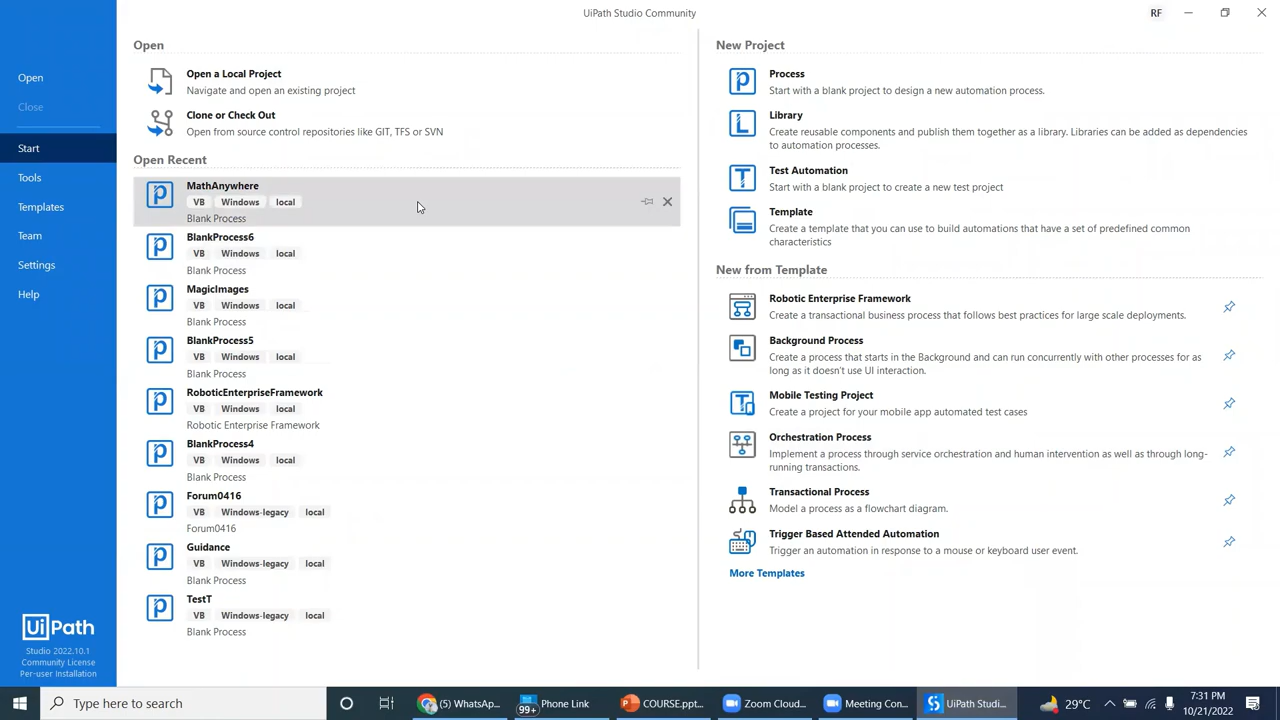 UiPath Studio Community
RF
Open
Close
Start
Tools
Templates
Team
Settings
Help
UiPath
Studio 2022.10.1
Community License
Per-user Installation
Open
Open a Local Project
Navigate and open an existing project
Clone or Check Out
Open from source control repositories like GIT, TFS or SVN
Open Recent
MathAnywhere
VB Windows local
Blank Process
BlankProcess6
VB Windows local
Blank Process
MagicImages
VB Windows local
Blank Process
BlankProcess5
VB Windows local
Blank Process
RoboticEnterpriseFramework
VB Windows local
Robotic Enterprise Framework
BlankProcess4
VB Windows local
Blank Process
Forum0416
VB Windows-legacy local
Forum0416
Guidance
VB Windows-legacy local
Blank Process
TestT
VB Windows-legacy local
Blank Process
New Project
Process
Start with a blank project to design a new automation process.
Library
Create reusable components and publish them together as a library. Libraries can be added as dependencies
to automation processes.
Test Automation
Start with a blank project to create a new test project
Template
Create a template that you can use to build automations that have a set of predefined common
characteristics
New from Template
Robotic Enterprise Framework
Create a transactional business process that follows best practices for large scale deployments.
Background Process
Create a process that starts in the Background and can run concurrently with other processes for as
long as it doesn't use UI interaction.
Mobile Testing Project
Create a project for your mobile app automated test cases
Orchestration Process
Implement a process through service orchestration and human intervention as well as through long-
running transactions.
Transactional Process
Model a process as a flowchart diagram.
Trigger Based Attended Automation
Trigger an automation in response to a mouse or keyboard user event.
More Templates
Type here to search
(5) WhatsAp...
99+ Phone Link
COURSE.ppt...
Zoom Cloud...
Meeting Con...
UiPath Studi...
29°C
7:31 PM
10/21/2022